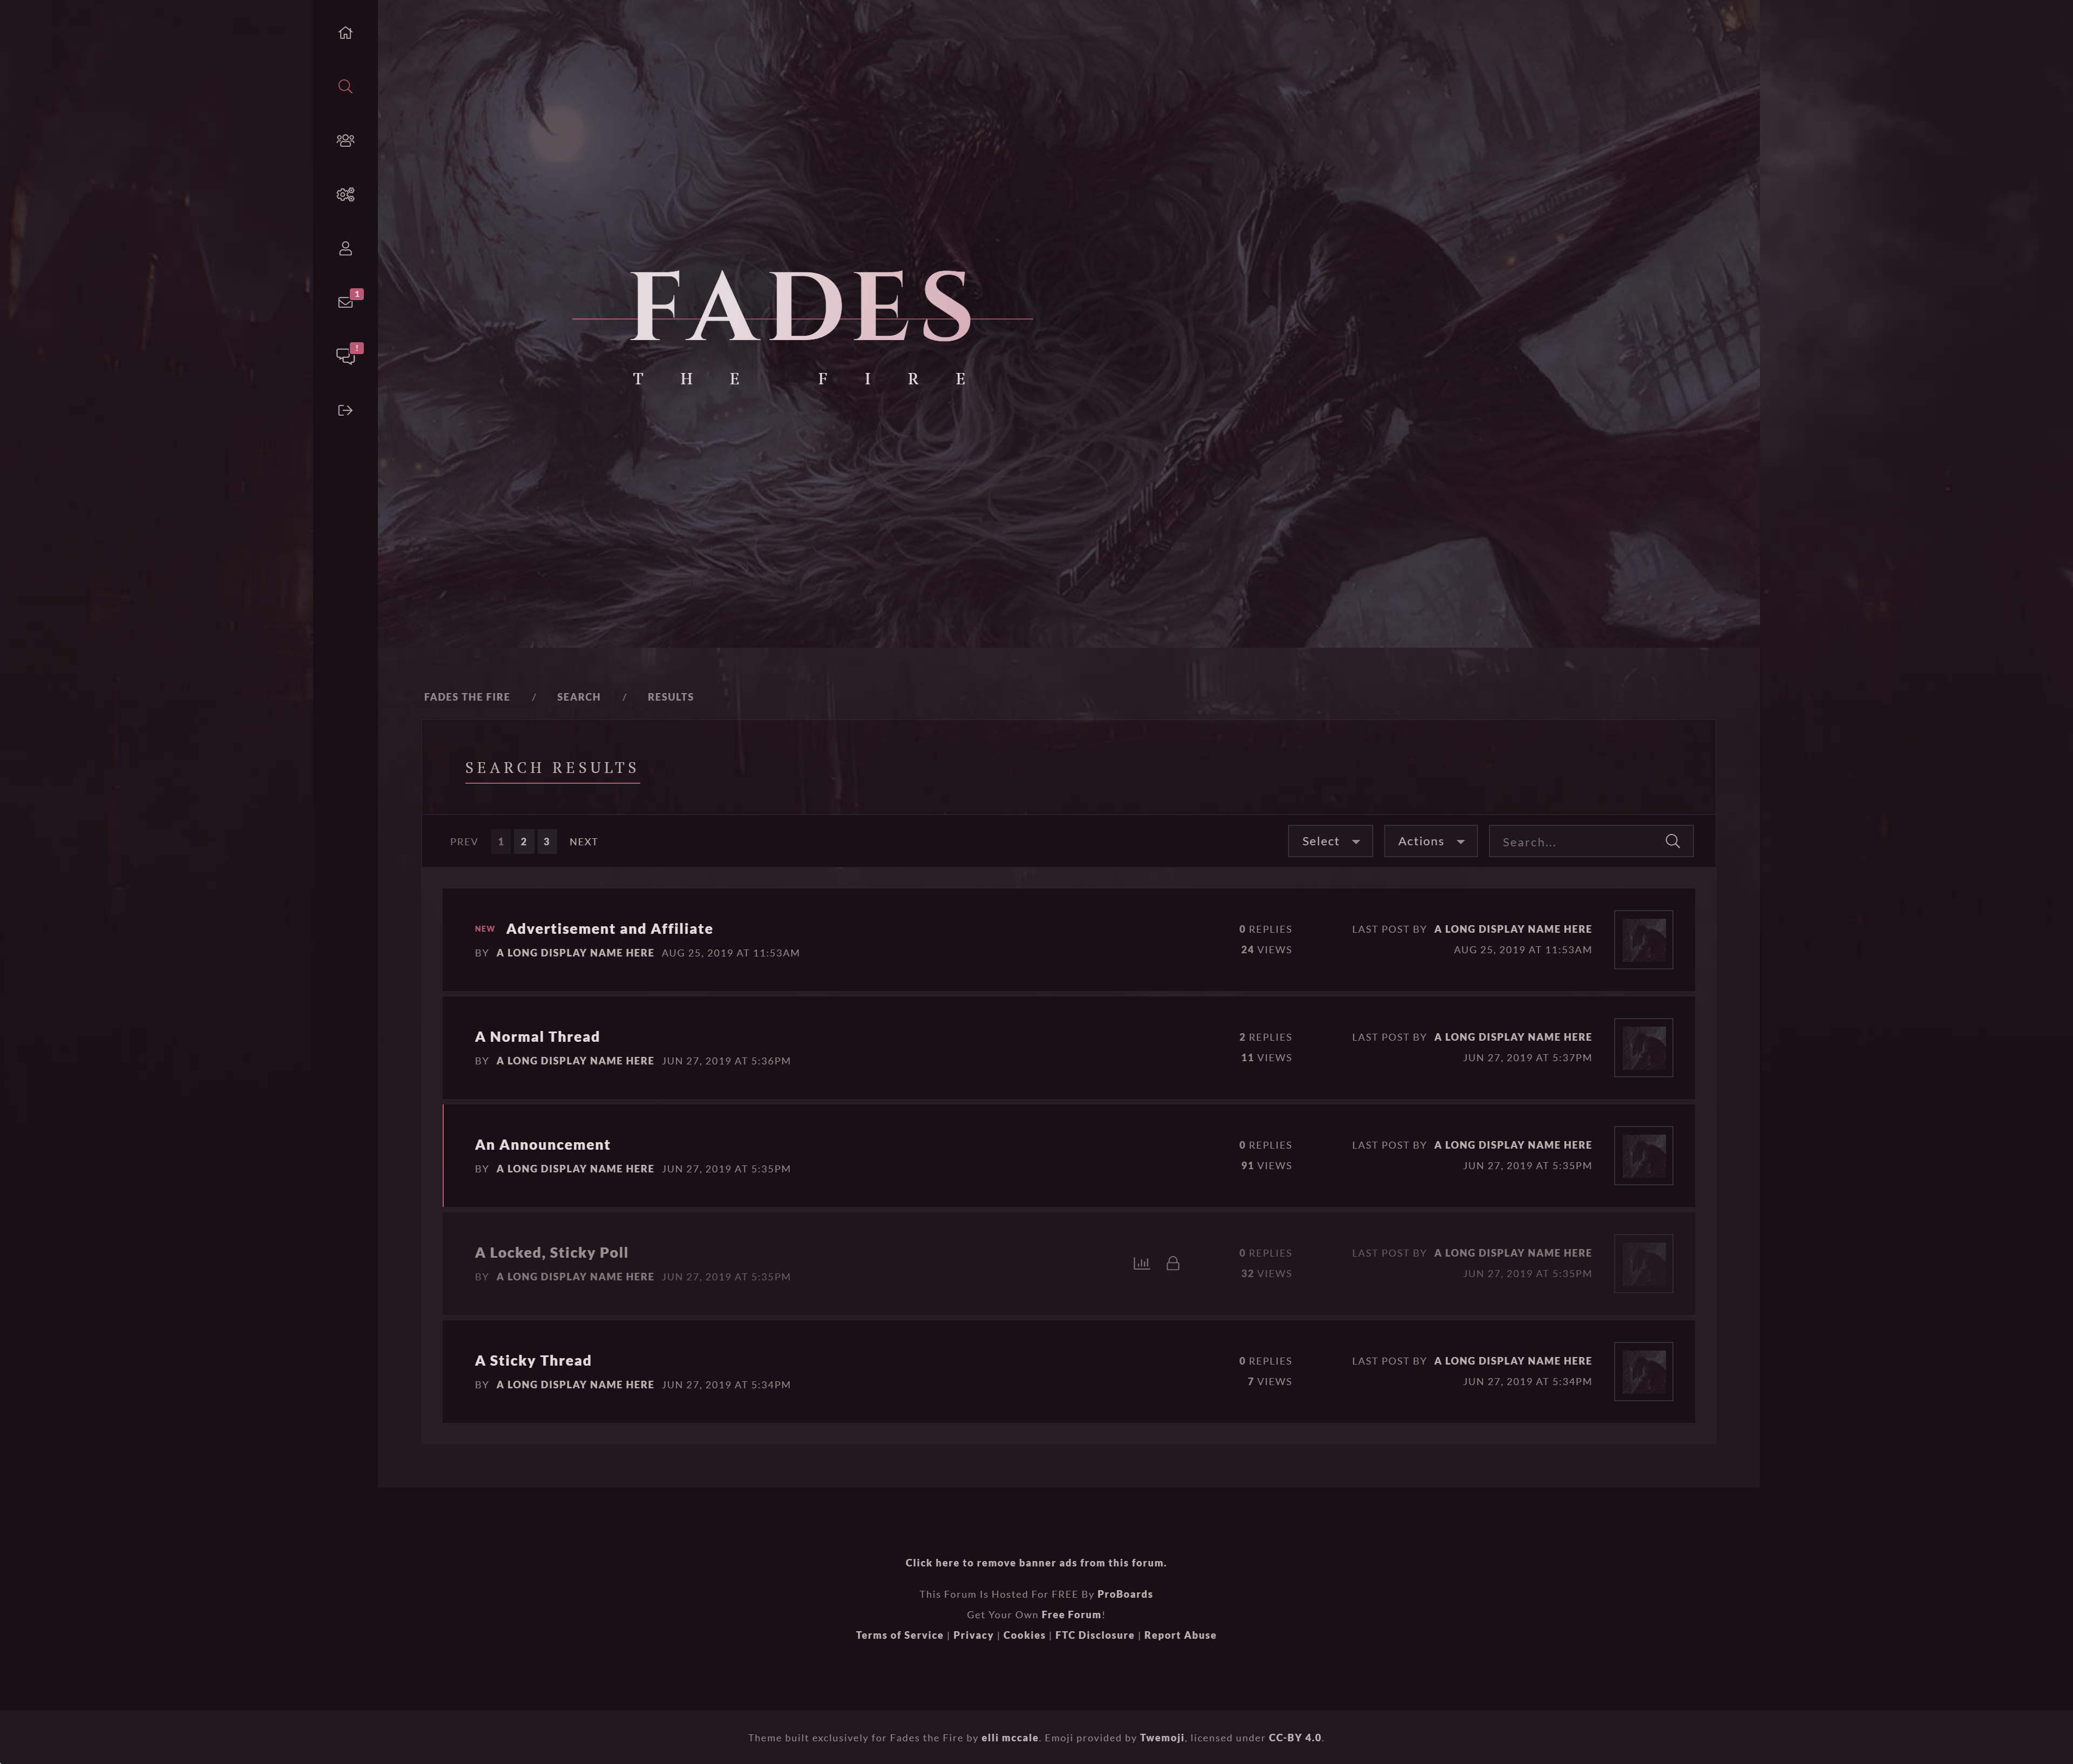 1
!
FADES
THE FIRE
FADES THE FIRE / SEARCH / RESULTS
SEARCH RESULTS
PREV 1 2 3 NEXT Select Actions Search...
NEW Advertisement and Affiliate
BY A LONG DISPLAY NAME HERE AUG 25, 2019 AT 11:53AM
0 REPLIES
24 VIEWS
LAST POST BY A LONG DISPLAY NAME HERE
AUG 25, 2019 AT 11:53AM
A Normal Thread
BY A LONG DISPLAY NAME HERE JUN 27, 2019 AT 5:36PM
2 REPLIES
11 VIEWS
LAST POST BY A LONG DISPLAY NAME HERE
JUN 27, 2019 AT 5:37PM
An Announcement
BY A LONG DISPLAY NAME HERE JUN 27, 2019 AT 5:35PM
0 REPLIES
91 VIEWS
LAST POST BY A LONG DISPLAY NAME HERE
JUN 27, 2019 AT 5:35PM
A Locked, Sticky Poll
BY A LONG DISPLAY NAME HERE JUN 27, 2019 AT 5:35PM
0 REPLIES
32 VIEWS
LAST POST BY A LONG DISPLAY NAME HERE
JUN 27, 2019 AT 5:35PM
A Sticky Thread
BY A LONG DISPLAY NAME HERE JUN 27, 2019 AT 5:34PM
0 REPLIES
7 VIEWS
LAST POST BY A LONG DISPLAY NAME HERE
JUN 27, 2019 AT 5:34PM
Click here to remove banner ads from this forum.
This Forum Is Hosted For FREE By ProBoards
Get Your Own Free Forum!
Terms of Service | Privacy | Cookies | FTC Disclosure | Report Abuse
Theme built exclusively for Fades the Fire by elli mccale. Emoji provided by Twemoji, licensed under CC-BY 4.0.